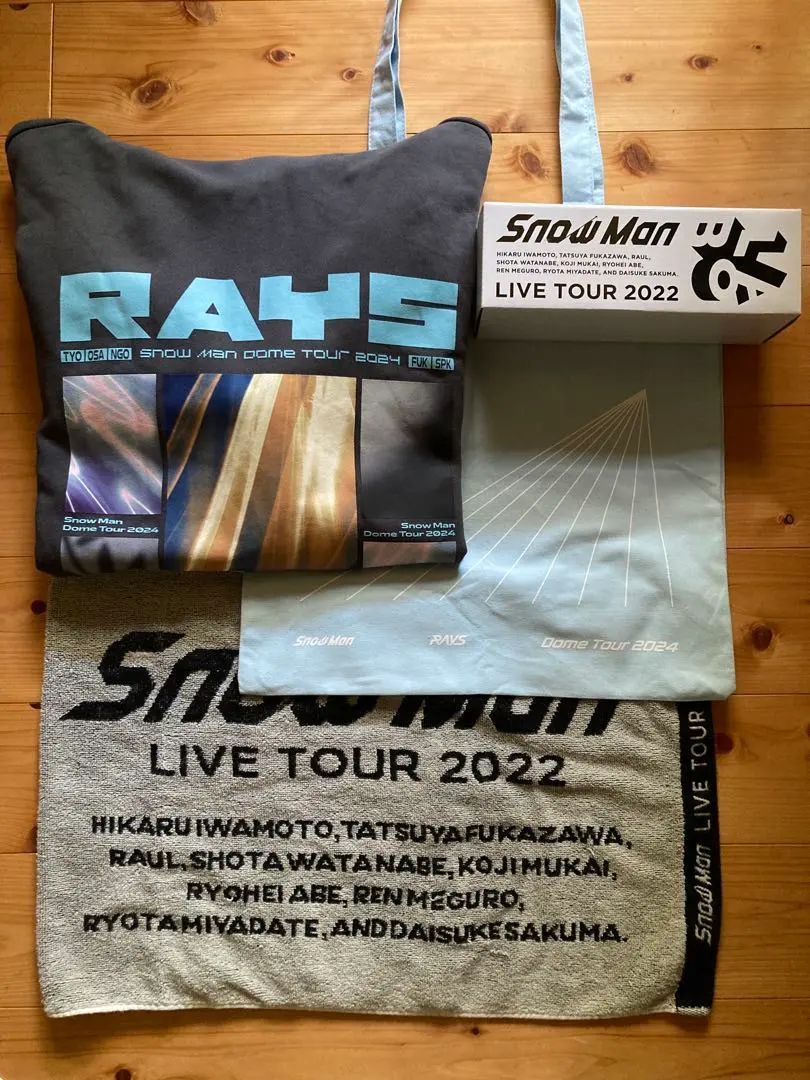 RAYS
TYO OSA NGO Snow Man Dome Tour 2024 FUK SPK
Snow Man
Dome Tour 2024
Snow Man
Dome Tour 2024
Snow Man
HIKARU IWAMOTO, TATSUYA FUKAZAWA, RAUL,
SHOTA WATANABE, KOJI MUKAI, RYOHEI ABE,
REN MEGURO, RYOTA MIYADATE, AND DAISUKE SAKUMA.
LIVE TOUR 2022
Snow Man RAYS Dome Tour 2024
Snow Man
LIVE TOUR 2022
HIKARU IWAMOTO, TATSUYA FUKAZAWA,
RAUL, SHOTA WATANABE, KOJI MUKAI,
RYOHEI ABE, REN MEGURO,
RYOTA MIYADATE, AND DAISUKE SAKUMA.
Snow Man LIVE TOUR